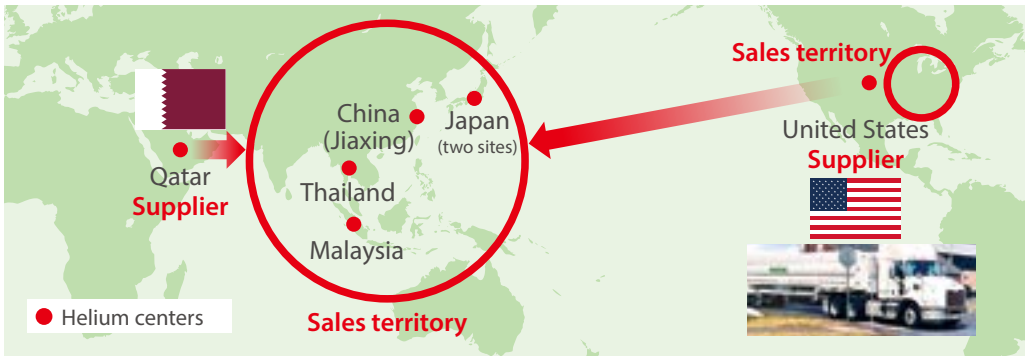 Sales territory
China
(Jiaxing)
Japan
(two sites)
United States
Supplier
Qatar
Supplier
Thailand
Malaysia
Sales territory
Helium centers